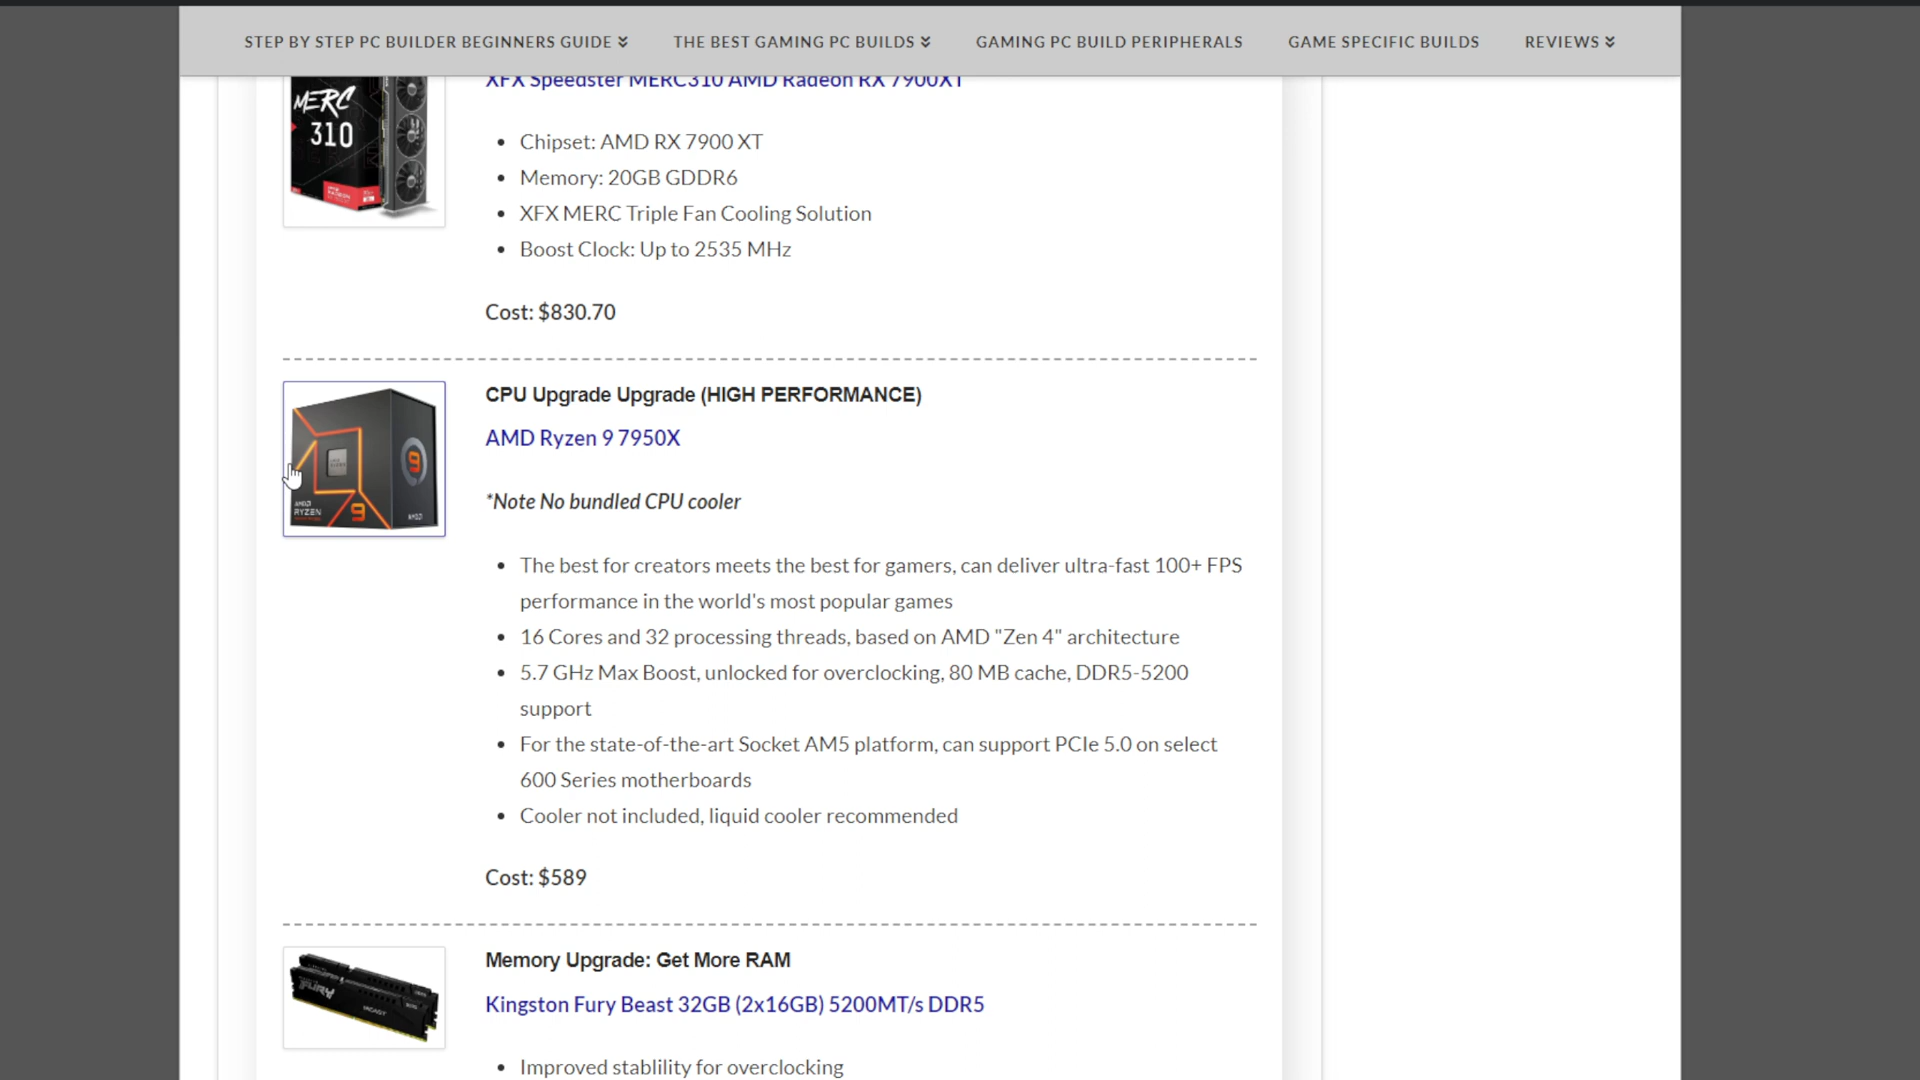 STEP BY STEP PC BUILDER BEGINNERS GUIDE THE BEST GAMING PC BUILDS GAMING PC BUILD PERIPHERALS GAME SPECIFIC BUILDS REVIEWS
XFX Speedster MERC310 AMD Radeon RX 7900XT
MERC
310
• Chipset: AMD RX 7900 XT
• Memory: 20GB GDDR6
• XFX MERC Triple Fan Cooling Solution
• Boost Clock: Up to 2535 MHz
Cost: $830.70
CPU Upgrade Upgrade (HIGH PERFORMANCE)
AMD Ryzen 9 7950X
9
AMD
RYZEN
9
AMD
*Note No bundled CPU cooler
• The best for creators meets the best for gamers, can deliver ultra-fast 100+ FPS
performance in the world's most popular games
• 16 Cores and 32 processing threads, based on AMD "Zen 4" architecture
• 5.7 GHz Max Boost, unlocked for overclocking, 80 MB cache, DDR5-5200
support
• For the state-of-the-art Socket AM5 platform, can support PCIe 5.0 on select
600 Series motherboards
• Cooler not included, liquid cooler recommended
Cost: $589
Memory Upgrade: Get More RAM
Kingston Fury Beast 32GB (2x16GB) 5200MT/s DDR5
FURY
• Improved stablility for overclocking